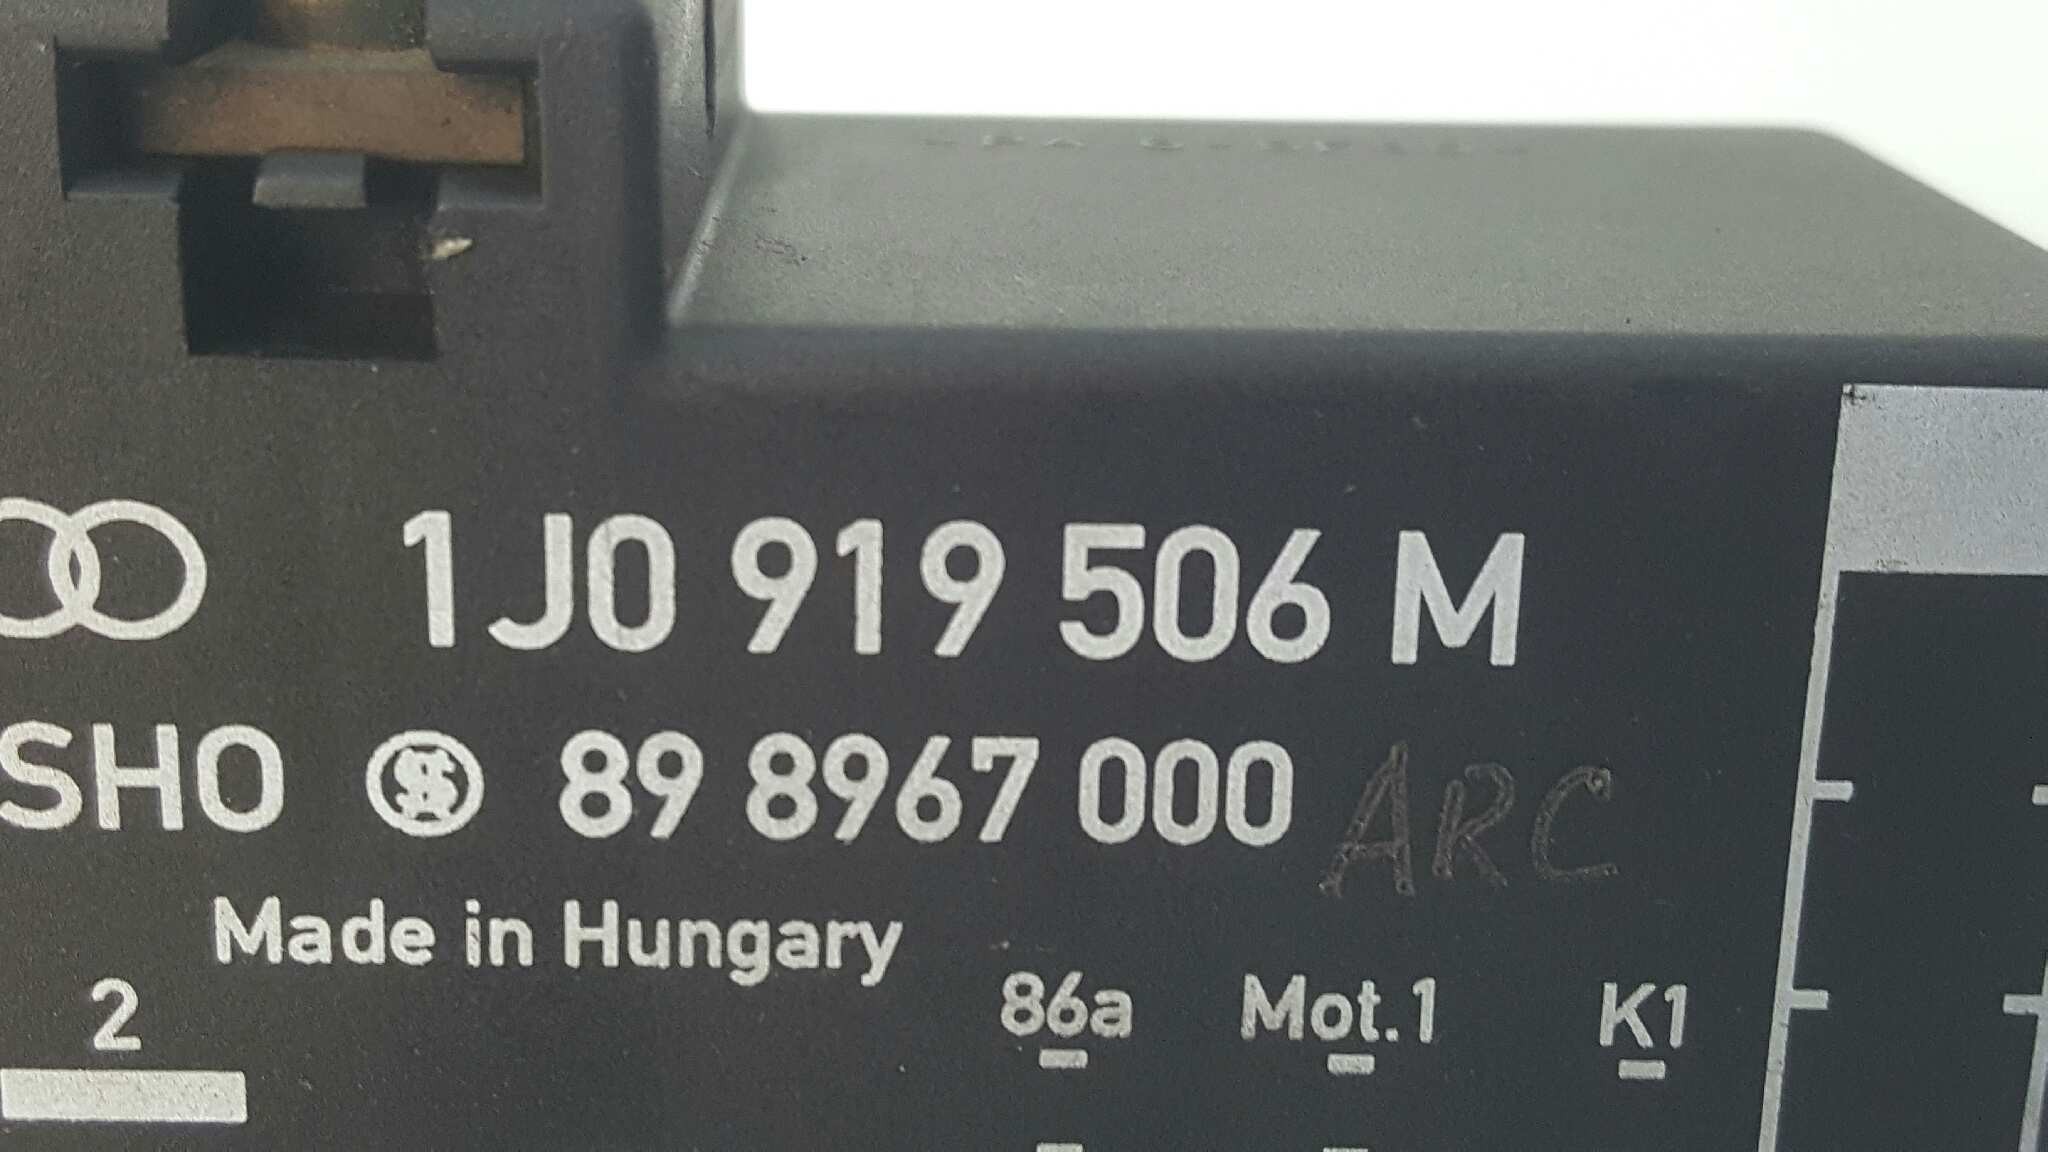 1J0 919 506 M
SHO 89 8967 000 ARC
Made in Hungary
2 86a Mot.1 K1